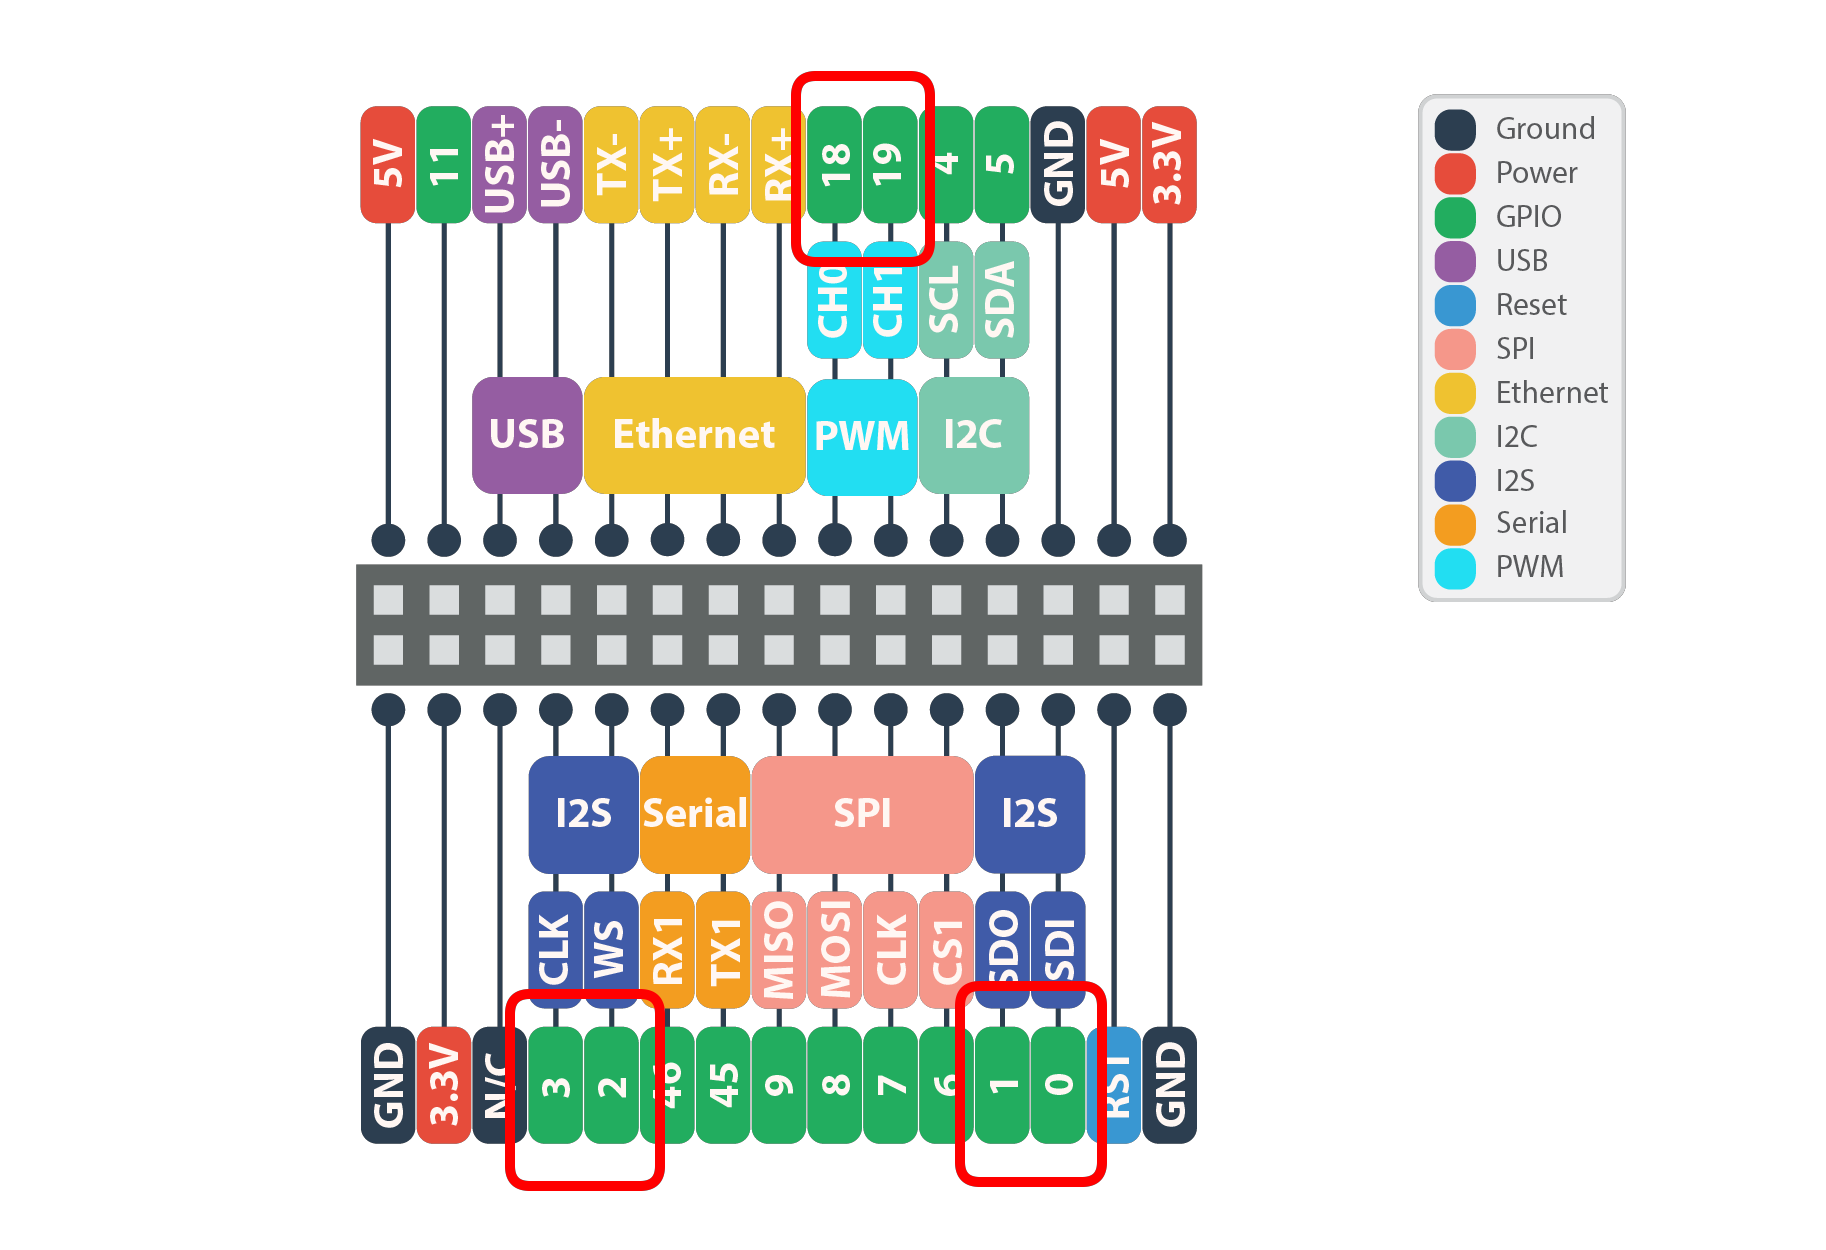 5V 11 USB+ USB- TX- TX+ RX- RX+ 18 19 4 5 GND 5V 3.3V
CH0 CH1 SCL SDA
USB Ethernet PWM I2C
I2S Serial SPI I2S
CLK WS RX1 TX1 MISO MOSI CLK CS1 SDO SDI
GND 3.3V N/C 3 2 46 45 9 8 7 6 1 0 RST GND
Ground
Power
GPIO
USB
Reset
SPI
Ethernet
I2C
I2S
Serial
PWM